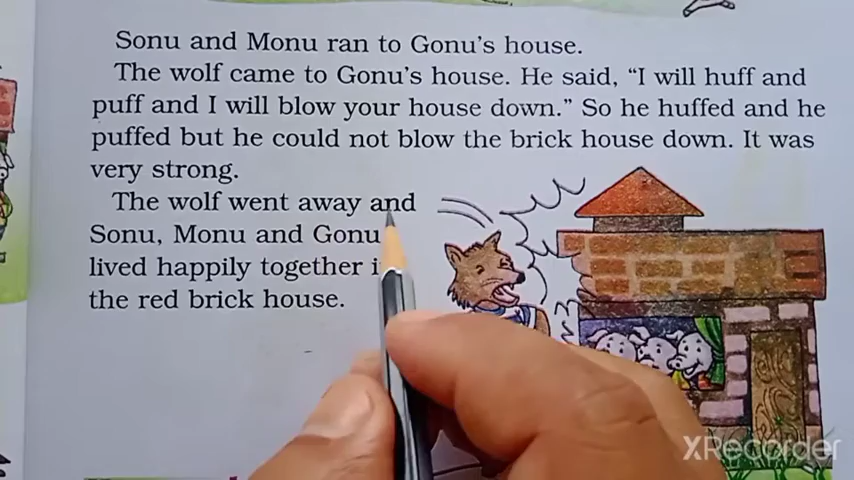 Sonu and Monu ran to Gonu's house.
The wolf came to Gonu's house. He said, "I will huff and
puff and I will blow your house down." So he huffed and he
puffed but he could not blow the brick house down. It was
very strong.
The wolf went away and
Sonu, Monu and Gonu
lived happily together
the red brick house.
XRecorder